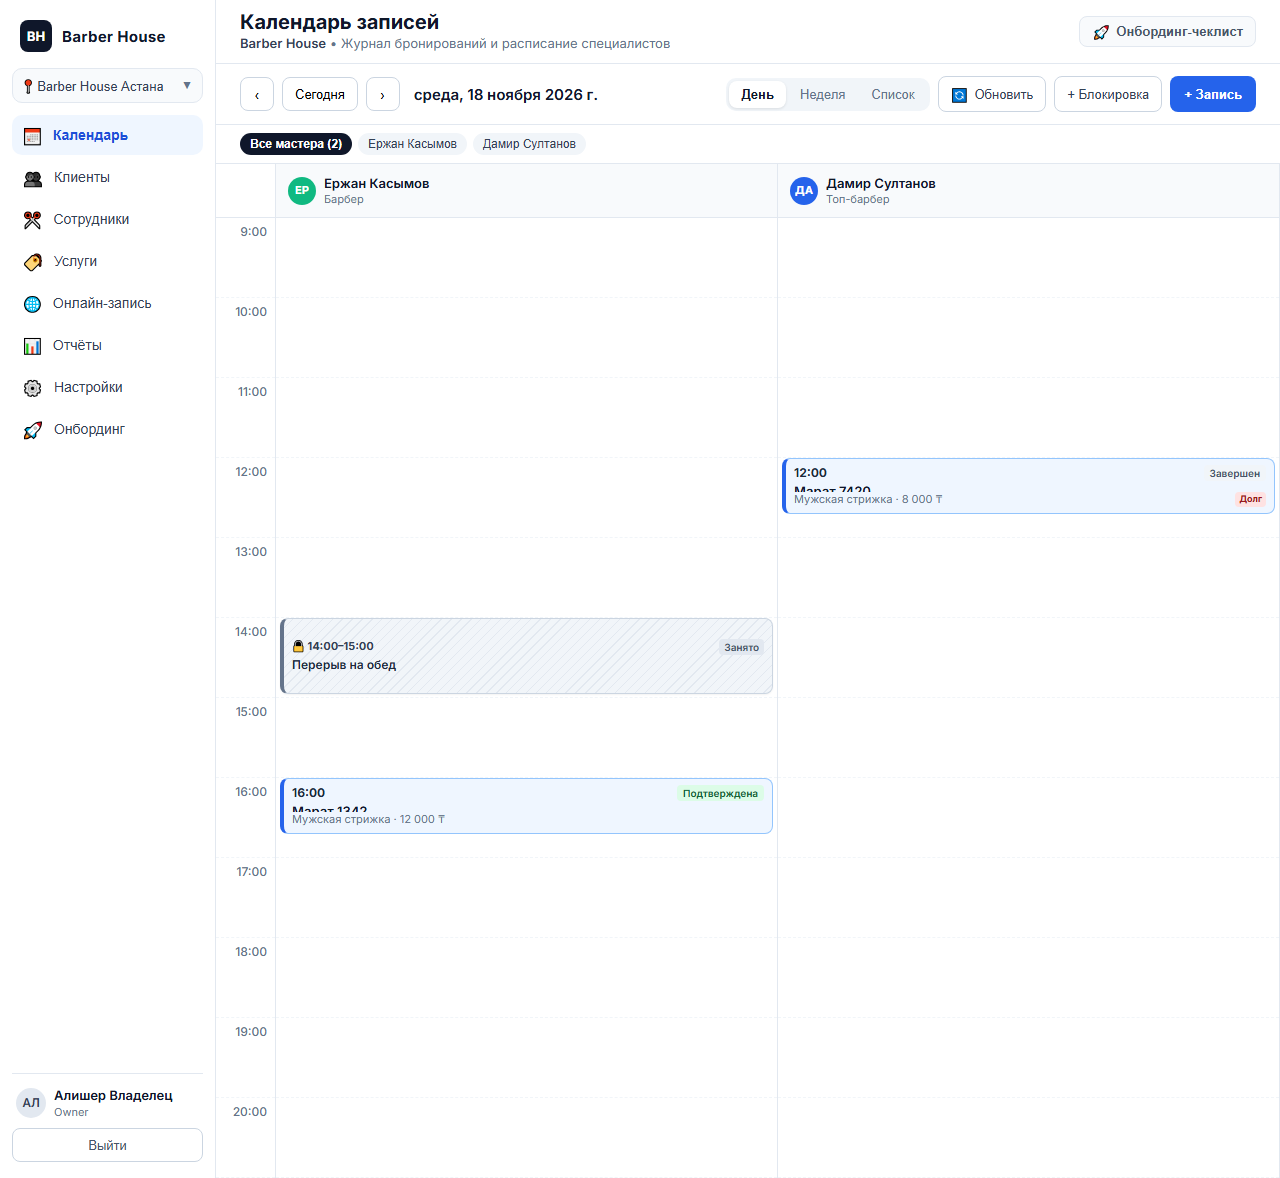 BH Barber House
Barber House Астана ▼
Календарь
Клиенты
Сотрудники
Услуги
Онлайн-запись
Отчёты
Настройки
Онбординг
АЛ
Алишер Владелец
Owner
Выйти
Календарь записей
Barber House • Журнал бронирований и расписание специалистов
Онбординг-чеклист
‹ Сегодня › среда, 18 ноября 2026 г.
День Неделя Список
Обновить
+ Блокировка
+ Запись
Все мастера (2) Ержан Касымов Дамир Султанов
ЕР
Ержан Касымов
Барбер
ДА
Дамир Султанов
Топ-барбер
9:00
10:00
11:00
12:00
12:00 Завершен
Марат 7420
Мужская стрижка · 8 000 ₸ Долг
13:00
14:00
14:00–15:00 Занято
Перерыв на обед
15:00
16:00
16:00 Подтверждена
Марат 1342
Мужская стрижка · 12 000 ₸
17:00
18:00
19:00
20:00